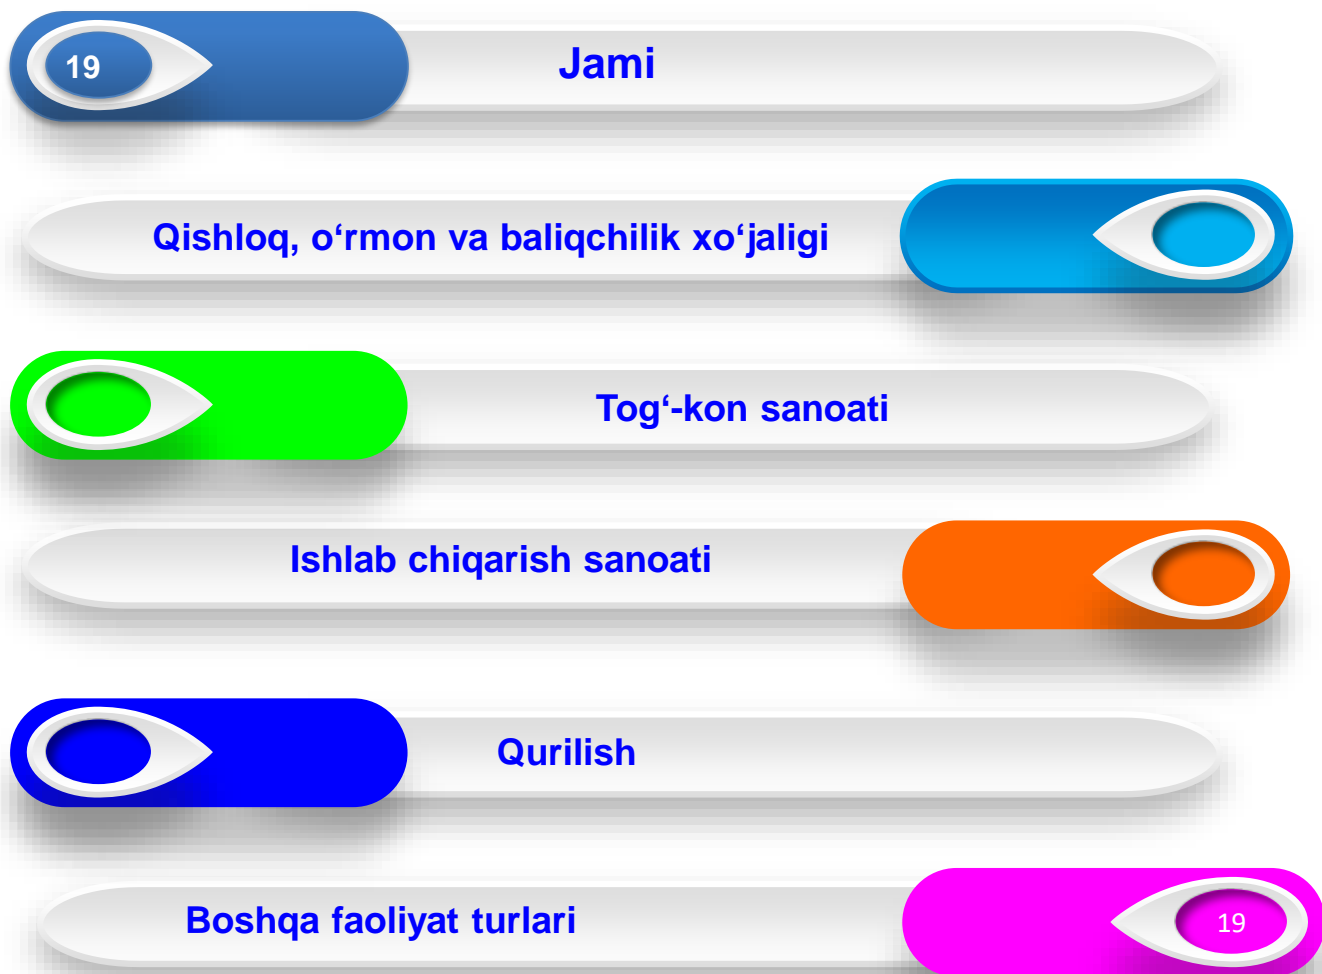 19
Jami
Qishloq, o‘rmon va baliqchilik xo‘jaligi
Tog‘-kon sanoati
Ishlab chiqarish sanoati
Qurilish
Boshqa faoliyat turlari
19